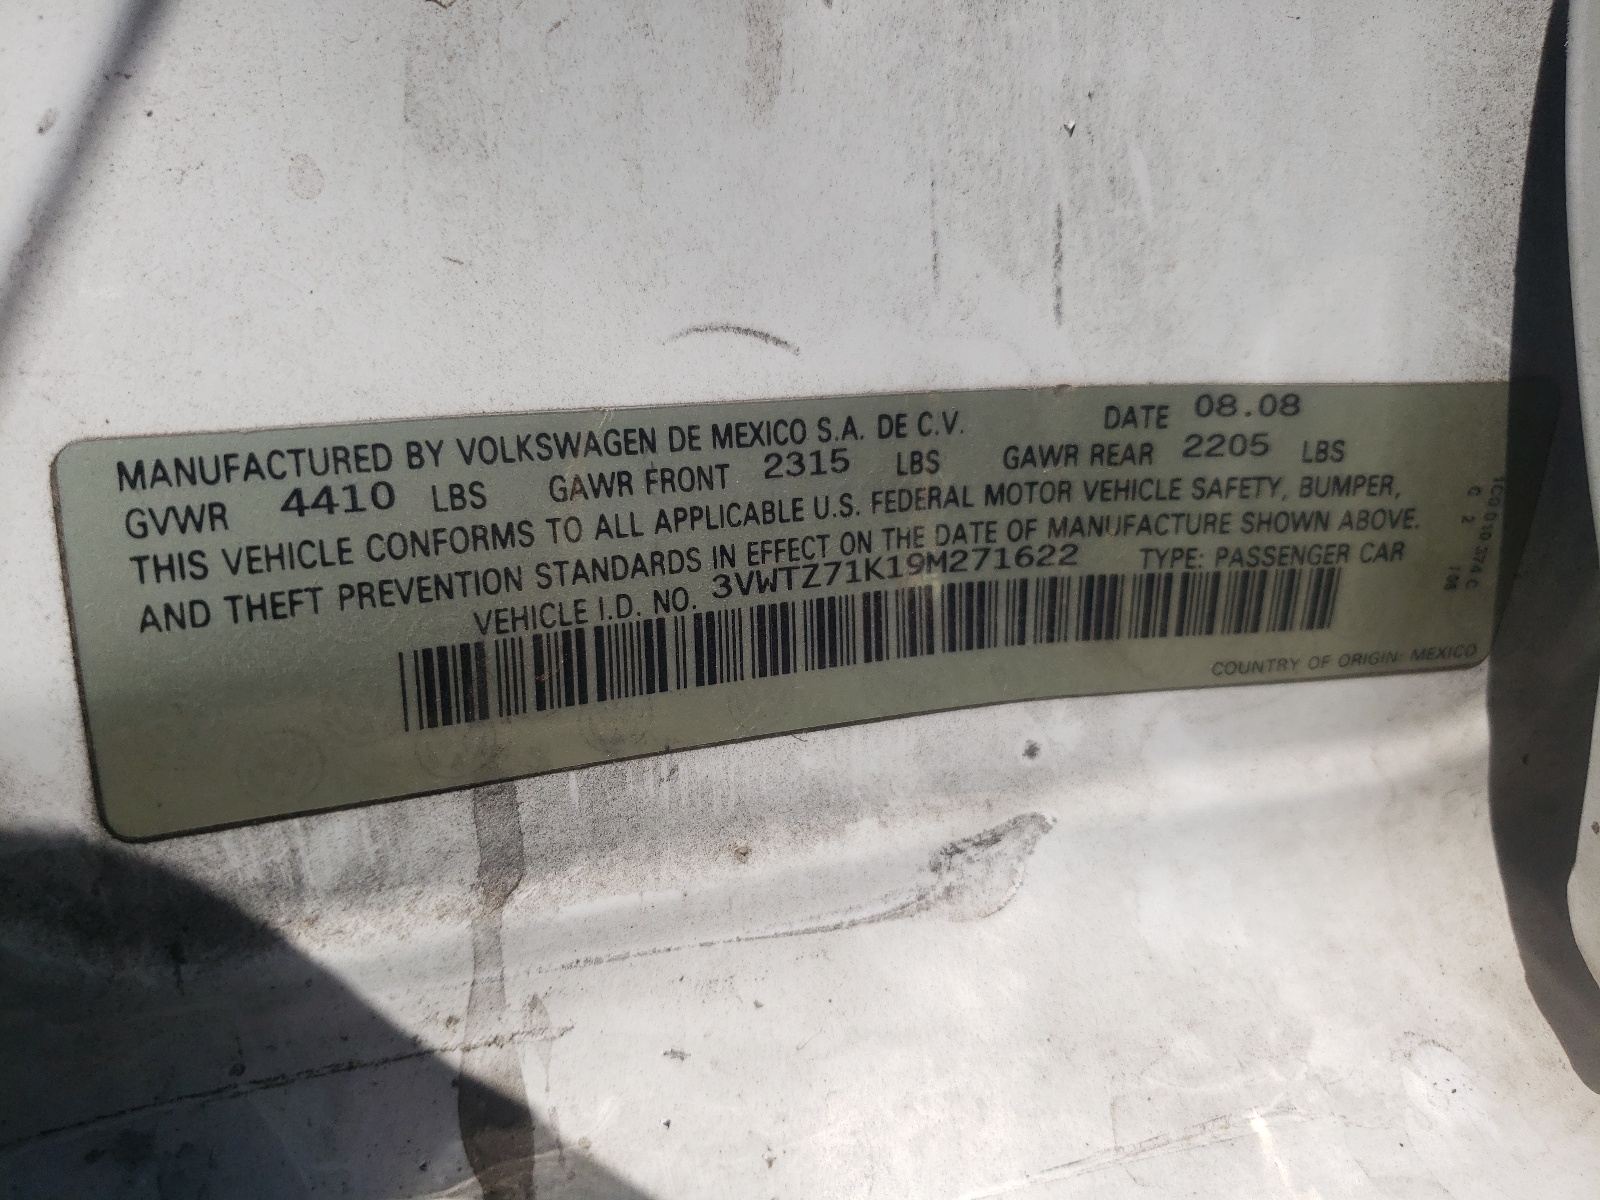 MANUFACTURED BY VOLKSWAGEN DE MEXICO S.A. DE C.V. DATE 08.08
GVWR 4410 LBS GAWR FRONT 2315 LBS GAWR REAR 2205 LBS
THIS VEHICLE CONFORMS TO ALL APPLICABLE U.S. FEDERAL MOTOR VEHICLE SAFETY, BUMPER,
AND THEFT PREVENTION STANDARDS IN EFFECT ON THE DATE OF MANUFACTURE SHOWN ABOVE.
VEHICLE I.D. NO. 3VWTZ71K19M271622 TYPE: PASSENGER CAR
COUNTRY OF ORIGIN: MEXICO